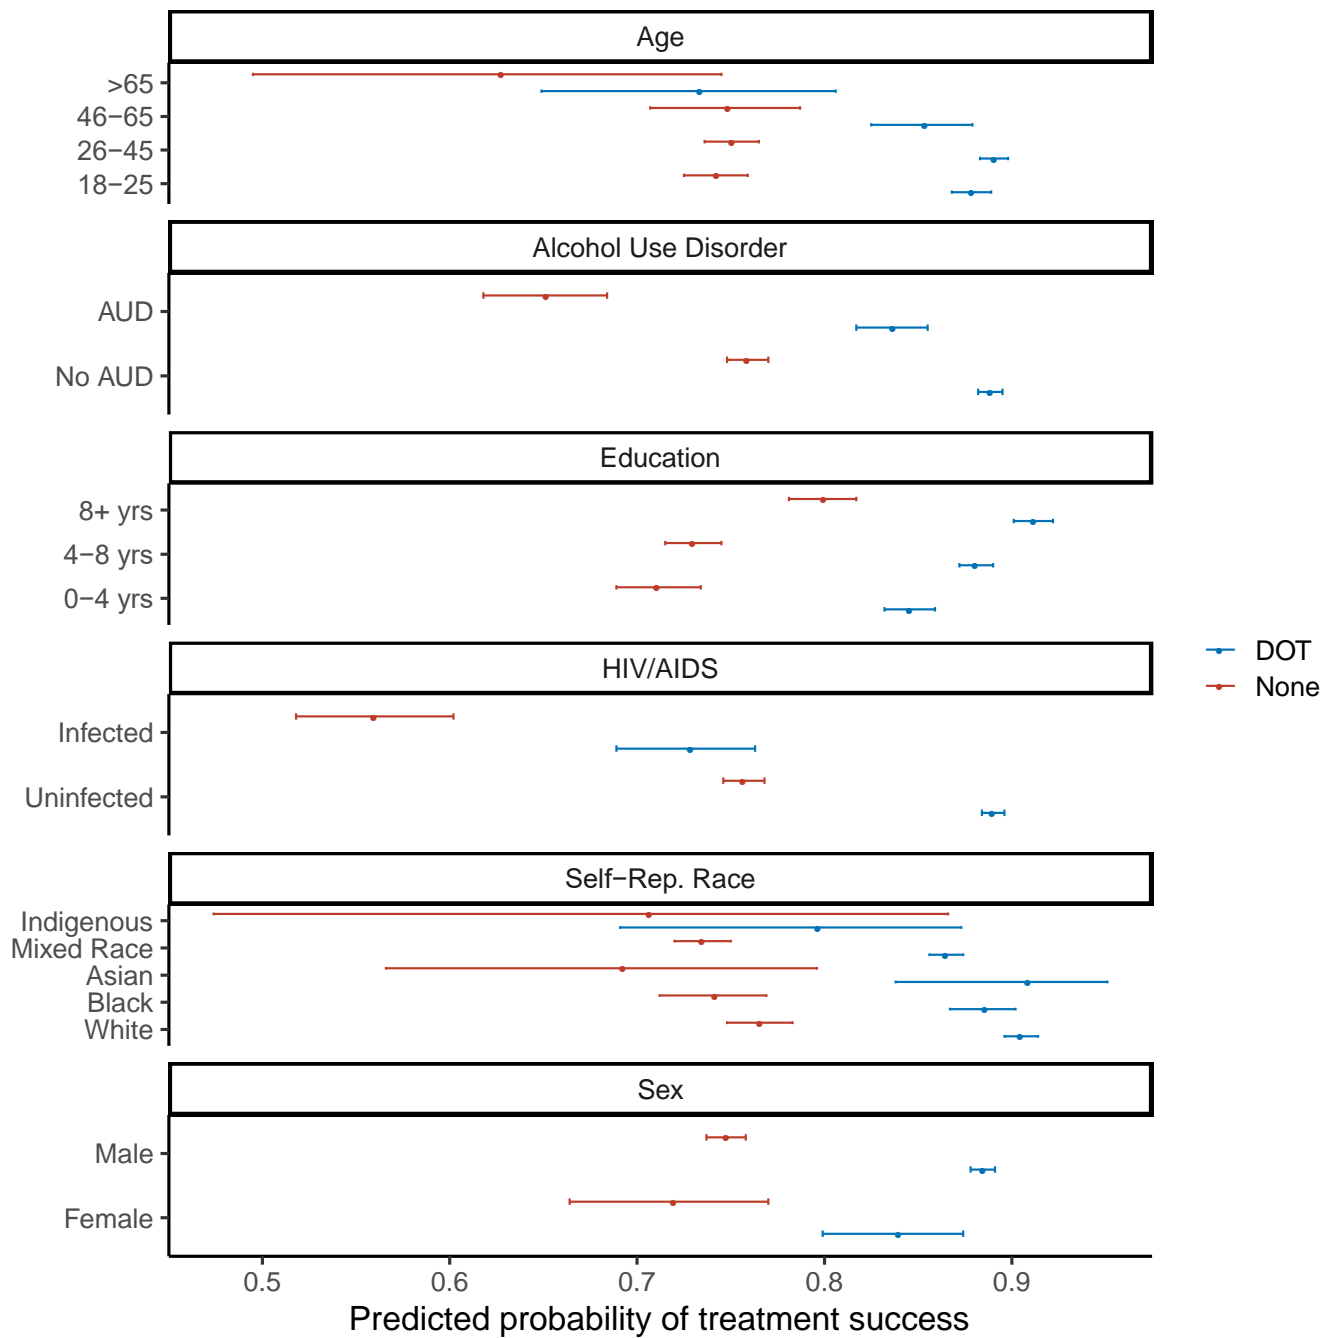 Age
>65
46−65
26−45
18−25
Alcohol Use Disorder
AUD
No AUD
Education
8+ yrs
4−8 yrs
0−4 yrs
HIV/AIDS
Infected
Uninfected
DOT
None
Self−Rep. Race
Indigenous
Mixed Race
Asian
Black
White
Sex
Male
Female
0.5 0.6 0.7 0.8 0.9
Predicted probability of treatment success